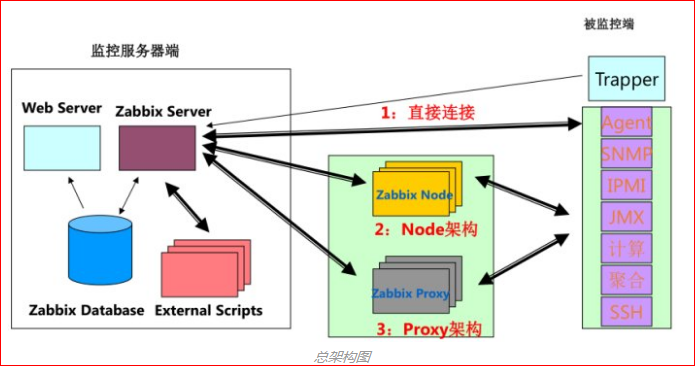 被监控端
监控服务器端
Trapper
Web Server
Zabbix Server
1：直接连接
Agent
SNMP
IPMI
JMX
计算
聚合
SSH
Zabbix Node
2：Node架构
Zabbix Proxy
3：Proxy架构
Zabbix Database
External Scripts
总架构图